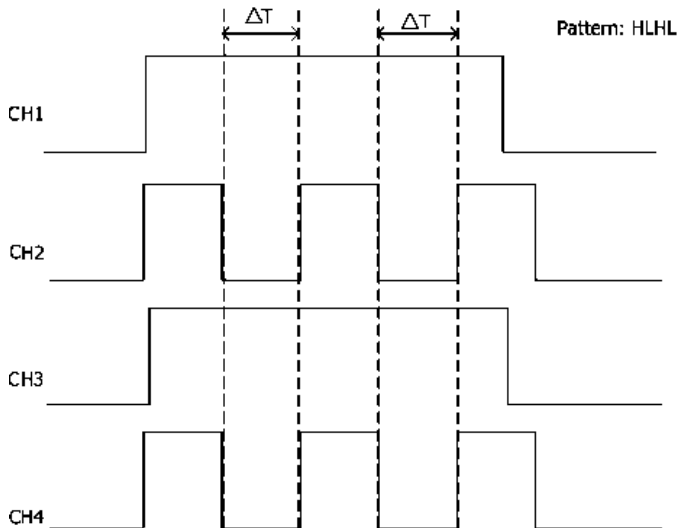 ΔT
ΔT
Pattern: HLHL
CH1
CH2
CH3
CH4